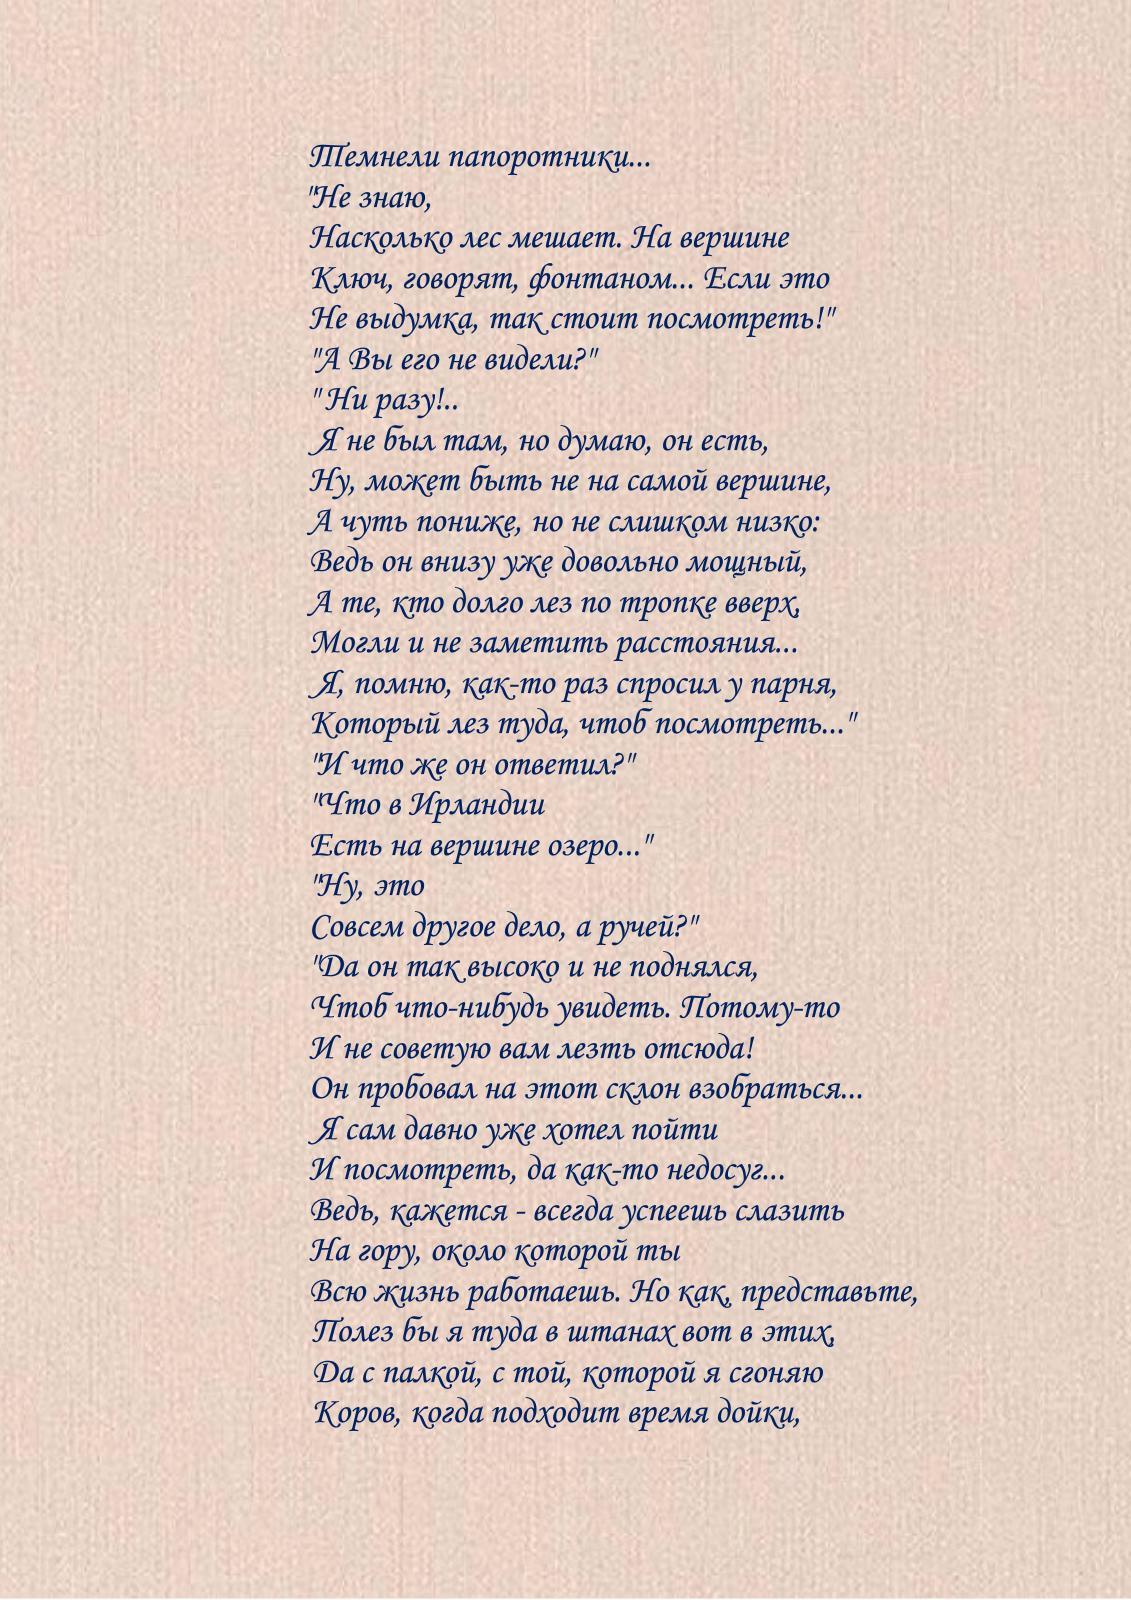 Темнели папоротники...
"Не знаю,
Насколько лес мешает. На вершине
Ключ, говорят, фонтаном... Если это
Не выдумка, так стоит посмотреть!"
"А Вы его не видели?"
" Ни разу!..
Я не был там, но думаю, он есть,
Ну, может быть не на самой вершине,
А чуть пониже, но не слишком низко:
Ведь он внизу уже довольно мощный,
А те, кто долго лез по тропке вверх,
Могли и не заметить расстояния...
Я, помню, как-то раз спросил у парня,
Который лез туда, чтоб посмотреть..."
"И что же он ответил?"
"Что в Ирландии
Есть на вершине озеро..."
"Ну, это
Совсем другое дело, а ручей?"
"Да он так высоко и не поднялся,
Чтоб что-нибудь увидеть. Потому-то
И не советую вам лезть отсюда!
Он пробовал на этот склон взобраться...
Я сам давно уже хотел пойти
И посмотреть, да как-то недосуг...
Ведь, кажется - всегда успеешь слазить
На гору, около которой ты
Всю жизнь работаешь. Но как, представьте,
Полез бы я туда в штанах вот в этих,
Да с палкой, с той, которой я сгоняю
Коров, когда подходит время дойки,